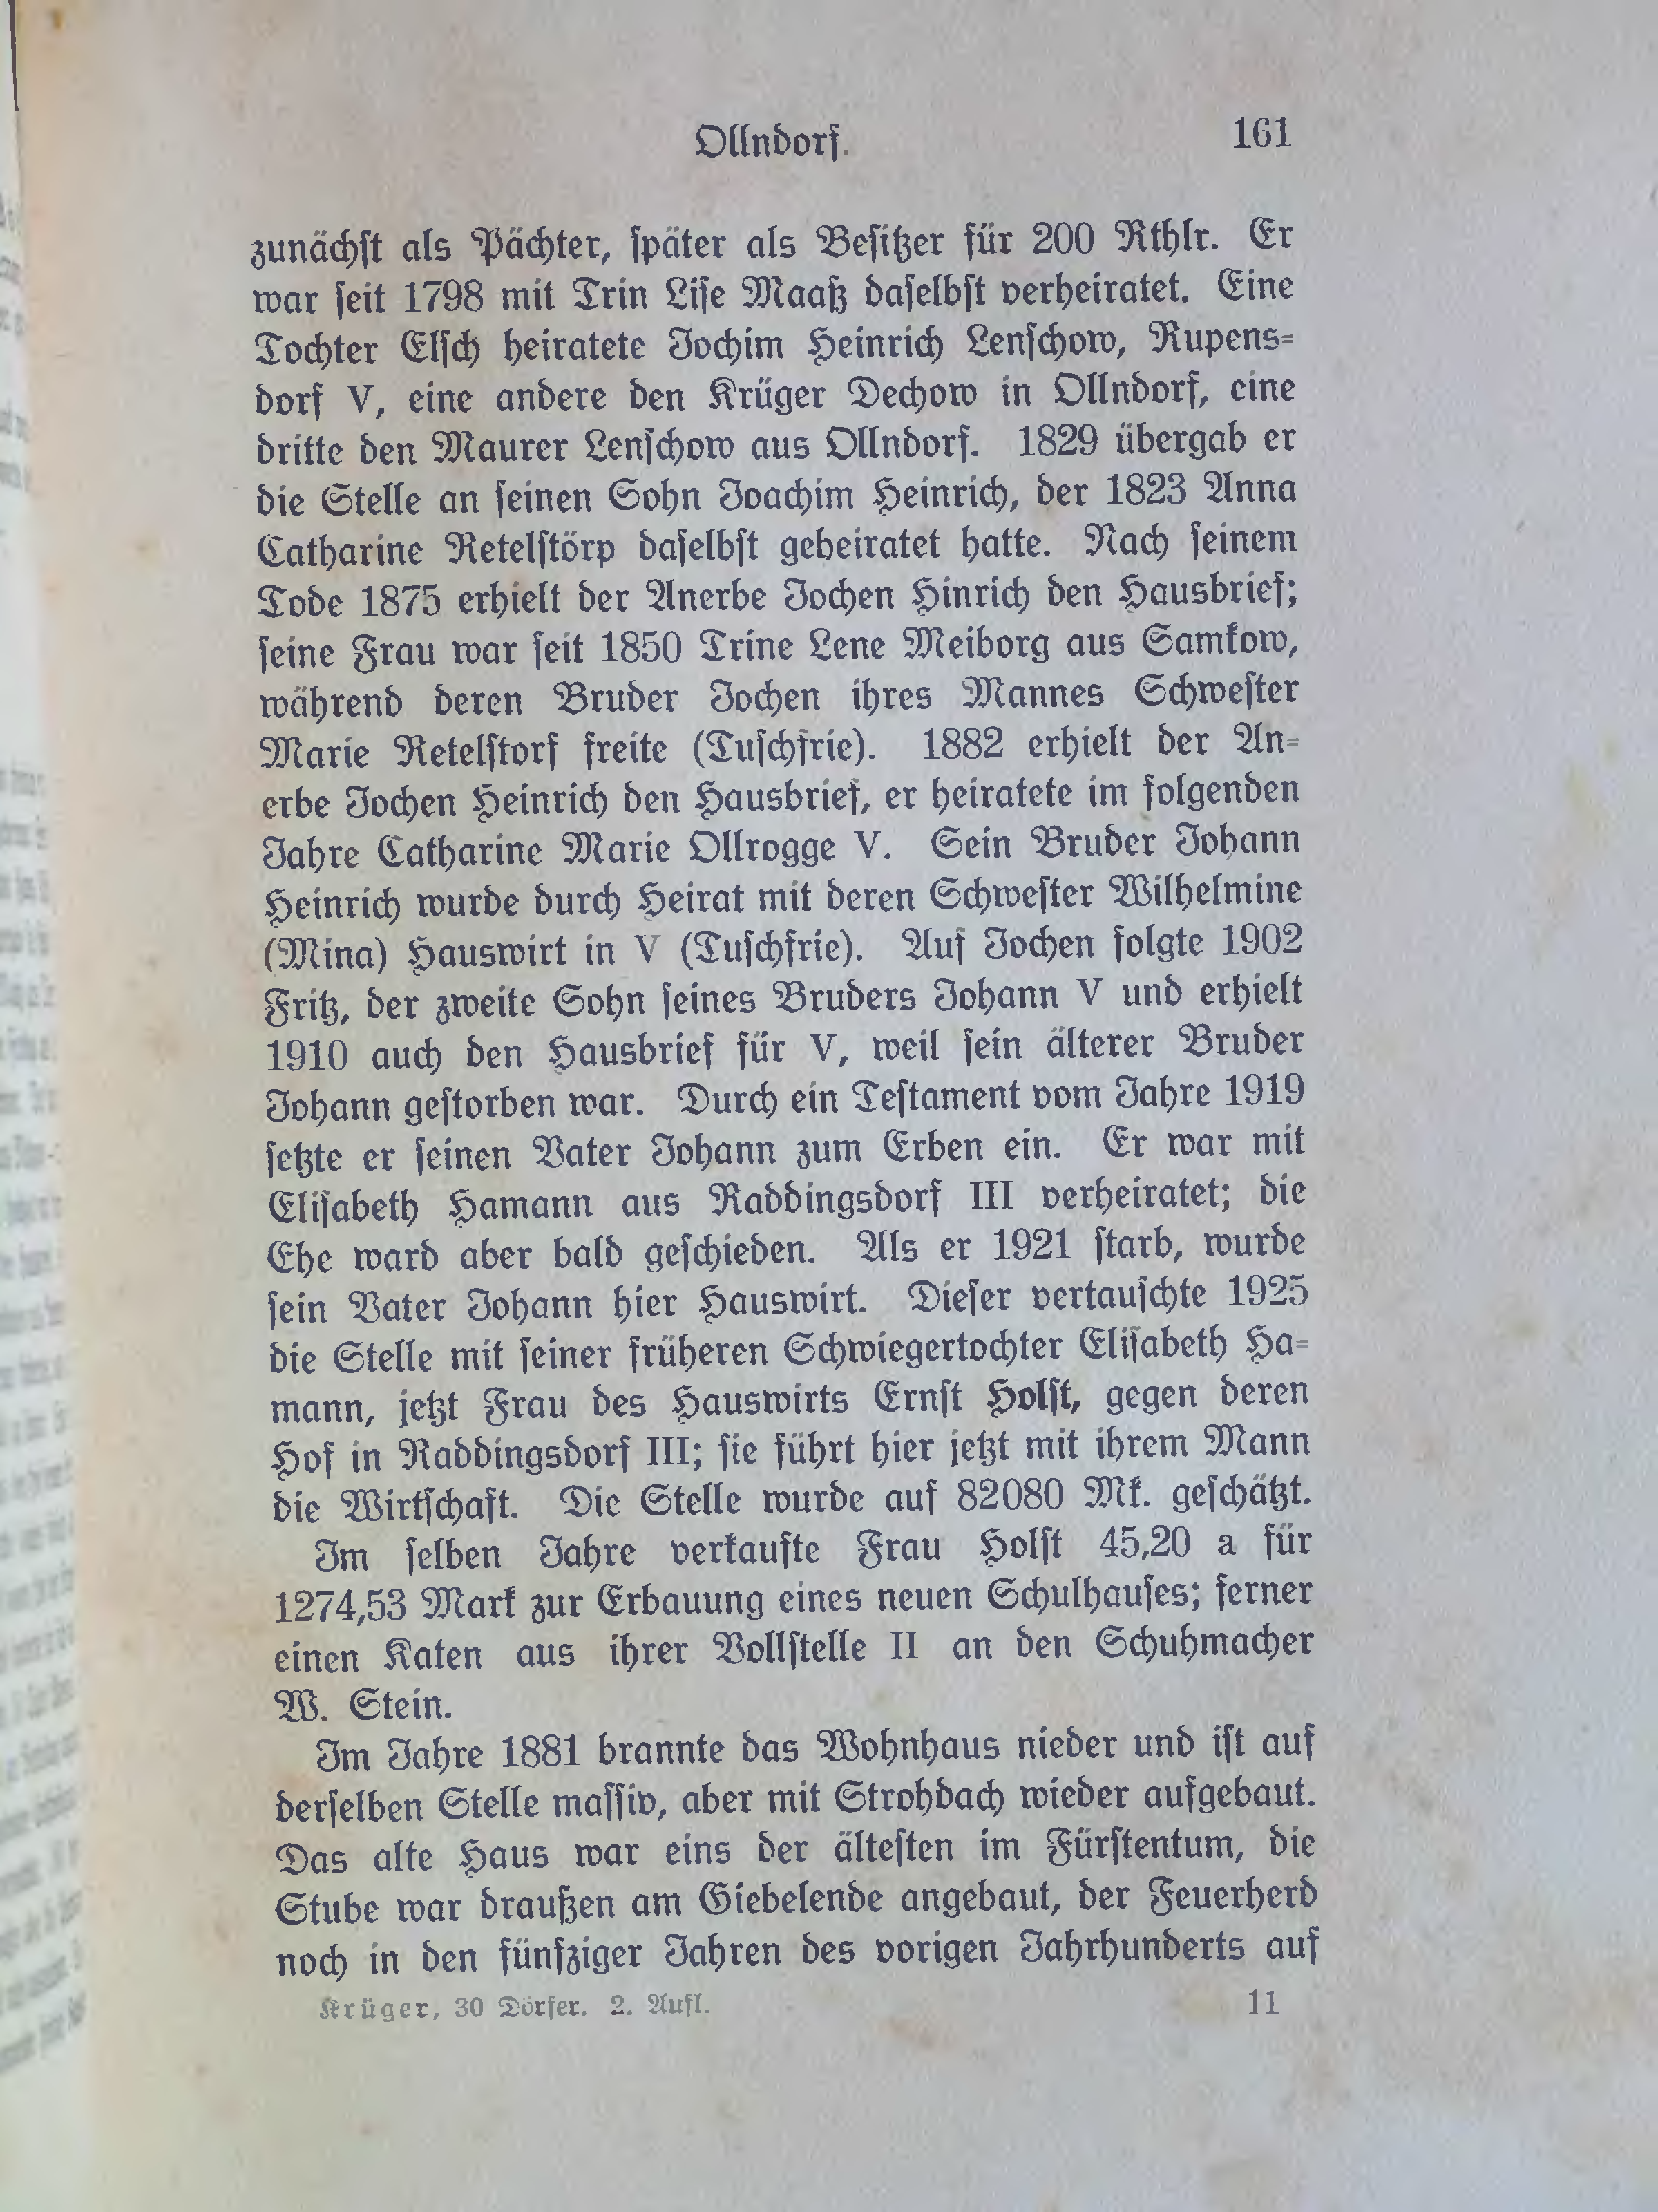 Ollndorf. 161
zunächſt als Pächter, ſpäter als Beſitzer für 200 Rthlr. Er
war ſeit 1798 mit Trin Liſe Maaß daſelbſt verheiratet. Eine
Tochter Elſch heiratete Jochim Heinrich Lenſchow, Rupens-
dorf V, eine andere den Krüger Dechow in Ollndorf, eine
dritte den Maurer Lenſchow aus Ollndorf. 1829 übergab er
die Stelle an ſeinen Sohn Joachim Heinrich, der 1823 Anna
Catharine Retelſtörp daſelbſt geheiratet hatte. Nach ſeinem
Tode 1875 erhielt der Anerbe Jochen Hinrich den Hausbrief;
ſeine Frau war ſeit 1850 Trine Lene Meiborg aus Samkow,
während deren Bruder Jochen ihres Mannes Schweſter
Marie Retelſtorf freite (Tuſchfrie). 1882 erhielt der An-
erbe Jochen Heinrich den Hausbrief, er heiratete im folgenden
Jahre Catharine Marie Ollrogge V. Sein Bruder Johann
Heinrich wurde durch Heirat mit deren Schweſter Wilhelmine
(Mina) Hauswirt in V (Tuſchfrie). Auf Jochen folgte 1902
Fritz, der zweite Sohn ſeines Bruders Johann V und erhielt
1910 auch den Hausbrief für V, weil ſein älterer Bruder
Johann geſtorben war. Durch ein Teſtament vom Jahre 1919
ſetzte er ſeinen Vater Johann zum Erben ein. Er war mit
Eliſabeth Hamann aus Raddingsdorf III verheiratet; die
Ehe ward aber bald geſchieden. Als er 1921 ſtarb, wurde
ſein Vater Johann hier Hauswirt. Dieſer vertauſchte 1925
die Stelle mit ſeiner früheren Schwiegertochter Eliſabeth Ha-
mann, jetzt Frau des Hauswirts Ernſt Holſt, gegen deren
Hof in Raddingsdorf III; ſie führt hier jetzt mit ihrem Mann
die Wirtſchaft. Die Stelle wurde auf 82080 Mk. geſchätzt.
Im ſelben Jahre verkaufte Frau Holſt 45,20 a für
1274,53 Mark zur Erbauung eines neuen Schulhauſes; ferner
einen Katen aus ihrer Vollſtelle II an den Schuhmacher
W. Stein.
Im Jahre 1881 brannte das Wohnhaus nieder und iſt auf
derſelben Stelle maſſiv, aber mit Strohdach wieder aufgebaut.
Das alte Haus war eins der älteſten im Fürſtentum, die
Stube war draußen am Giebelende angebaut, der Feuerherd
noch in den fünfziger Jahren des vorigen Jahrhunderts auf
Krüger, 30 Dörfer. 2. Aufl. 11